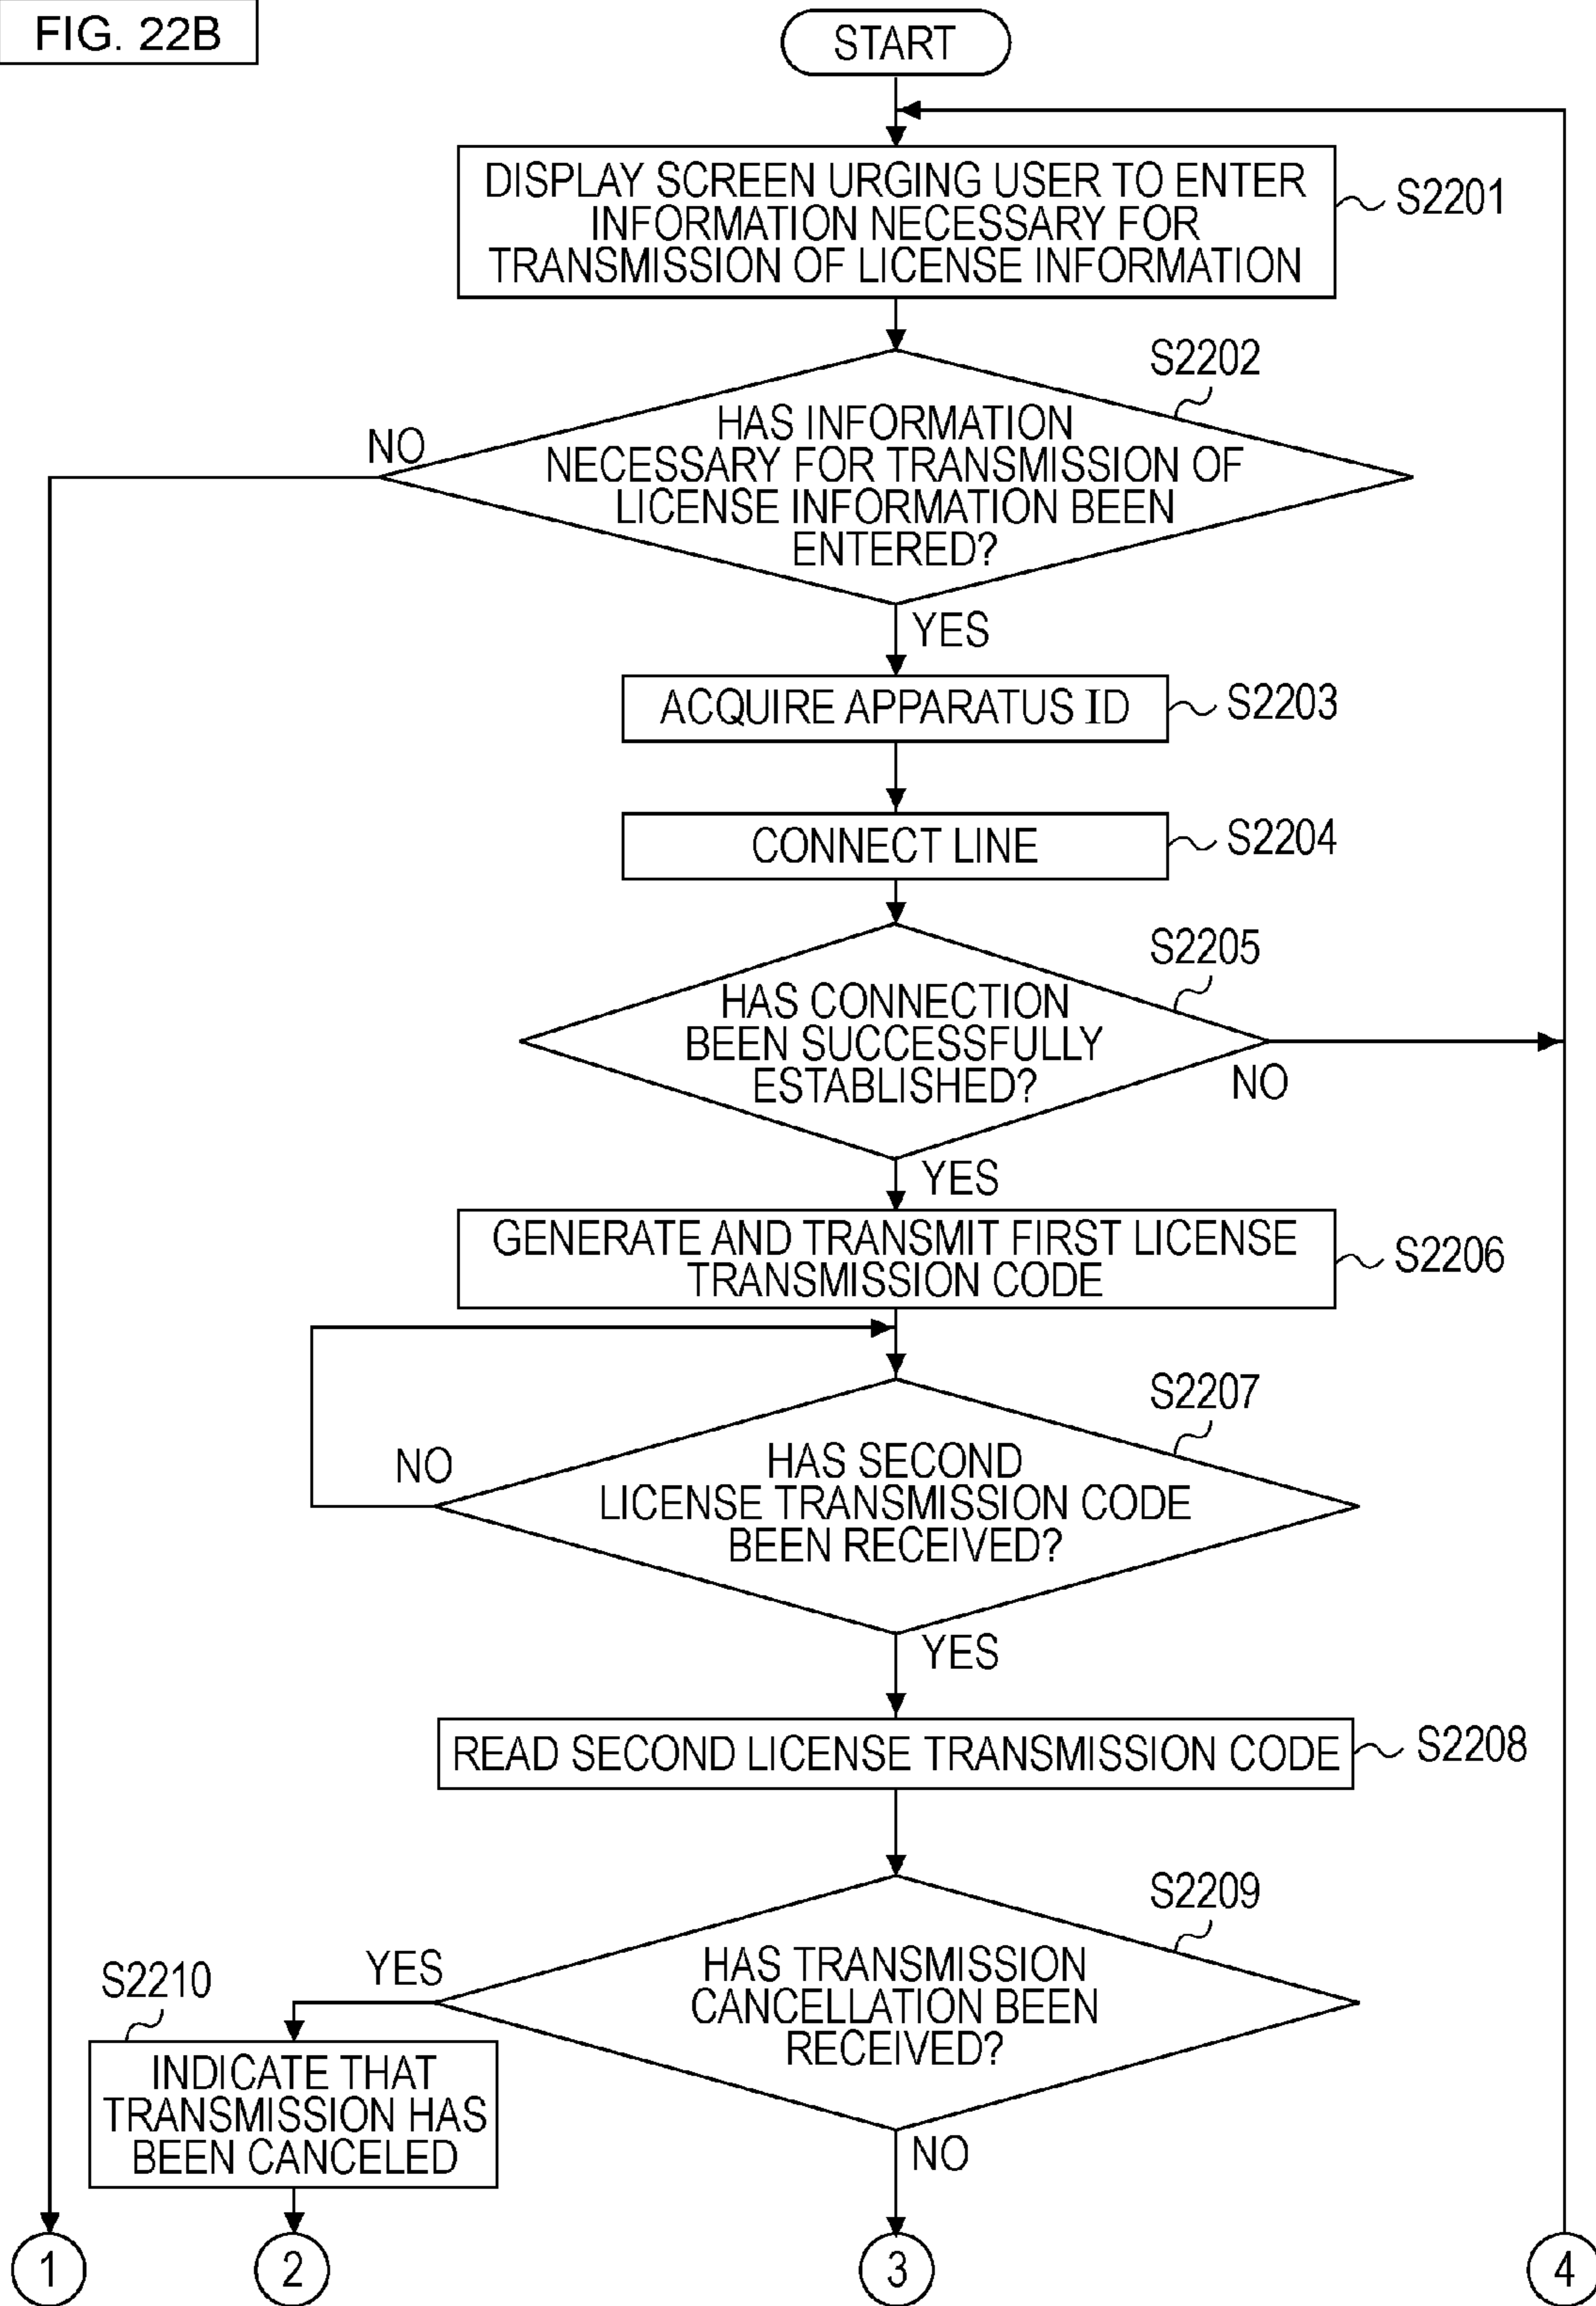 FIG. 22B
START
DISPLAY SCREEN URGING USER TO ENTER
INFORMATION NECESSARY FOR
TRANSMISSION OF LICENSE INFORMATION
S2201
S2202
HAS INFORMATION
NECESSARY FOR TRANSMISSION OF
LICENSE INFORMATION BEEN
ENTERED?
NO
YES
ACQUIRE APPARATUS ID
S2203
CONNECT LINE
S2204
S2205
HAS CONNECTION
BEEN SUCCESSFULLY
ESTABLISHED?
NO
YES
GENERATE AND TRANSMIT FIRST LICENSE
TRANSMISSION CODE
S2206
S2207
HAS SECOND
LICENSE TRANSMISSION CODE
BEEN RECEIVED?
NO
YES
READ SECOND LICENSE TRANSMISSION CODE
S2208
S2209
HAS TRANSMISSION
CANCELLATION BEEN
RECEIVED?
YES
S2210
INDICATE THAT
TRANSMISSION HAS
BEEN CANCELED
NO
1
2
3
4